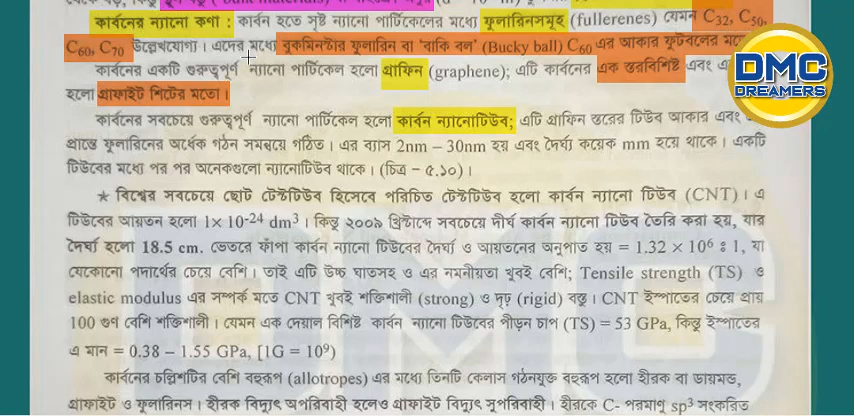 কার্বনের ন্যানো কণা : কার্বন হতে সৃষ্ট ন্যানো পার্টিকেলের মধ্যে ফুলারিনসমূহ (fullerenes) যেমন C32, C50,
C60, C70 উল্লেখযোগ্য। এদের মধ্যে বুকমিনস্টার ফুলারিন বা 'বাকি বল' (Bucky ball) C60 এর আকার ফুটবলের মতো
কার্বনের একটি গুরুত্বপূর্ণ ন্যানো পার্টিকেল হলো গ্রাফিন (graphene); এটি কার্বনের এক স্তরবিশিষ্ট এবং
হলো গ্রাফাইট শিটের মতো।
DMC
DREAMERS
কার্বনের সবচেয়ে গুরুত্বপূর্ণ ন্যানো পার্টিকেল হলো কার্বন ন্যানোটিউব; এটি গ্রাফিন স্তরের টিউব আকার এবং
প্রান্তে ফুলারিনের অর্ধেক গঠন সমন্বয়ে গঠিত। এর ব্যাস 2nm – 30nm হয় এবং দৈর্ঘ্য কয়েক mm হয়ে থাকে। একটি
টিউবের মধ্যে পর পর অনেকগুলো ন্যানোটিউব থাকে। (চিত্র – ৫.১০)।
★ বিশ্বের সবচেয়ে ছোট টেস্টটিউব হিসেবে পরিচিত টেস্টটিউব হলো কার্বন ন্যানো টিউব (CNT)। এ
টিউবের আয়তন হলো 1× 10⁻²⁴ dm³। কিন্তু ২০০৯ খ্রিস্টাব্দে সবচেয়ে দীর্ঘ কার্বন ন্যানো টিউব তৈরি করা হয়, যার
দৈর্ঘ্য হলো 18.5 cm. ভেতরে ফাঁপা কার্বন ন্যানো টিউবের দৈর্ঘ্য ও আয়তনের অনুপাত হয় = 1.32 × 10⁶ ঃ 1, যা
যেকোনো পদার্থের চেয়ে বেশি। তাই এটি উচ্চ ঘাতসহ ও এর নমনীয়তা খুবই বেশি; Tensile strength (TS) ও
elastic modulus এর সম্পর্ক মতে CNT খুবই শক্তিশালী (strong) ও দৃঢ় (rigid) বস্তু। CNT ইস্পাতের চেয়ে প্রায়
100 গুণ বেশি শক্তিশালী। যেমন এক দেয়াল বিশিষ্ট কার্বন ন্যানো টিউবের পীড়ন চাপ (TS) = 53 GPa, কিন্তু ইস্পাতের
এ মান = 0.38 – 1.55 GPa, [1G = 10⁹)
কার্বনের চল্লিশটির বেশি বহুরূপ (allotropes) এর মধ্যে তিনটি কেলাস গঠনযুক্ত বহুরূপ হলো হীরক বা ডায়মন্ড,
গ্রাফাইট ও ফুলারিনস। হীরক বিদ্যুৎ অপরিবাহী হলেও গ্রাফাইট বিদ্যুৎ সুপরিবাহী। হীরকে C- পরমাণু sp³ সংকরিত